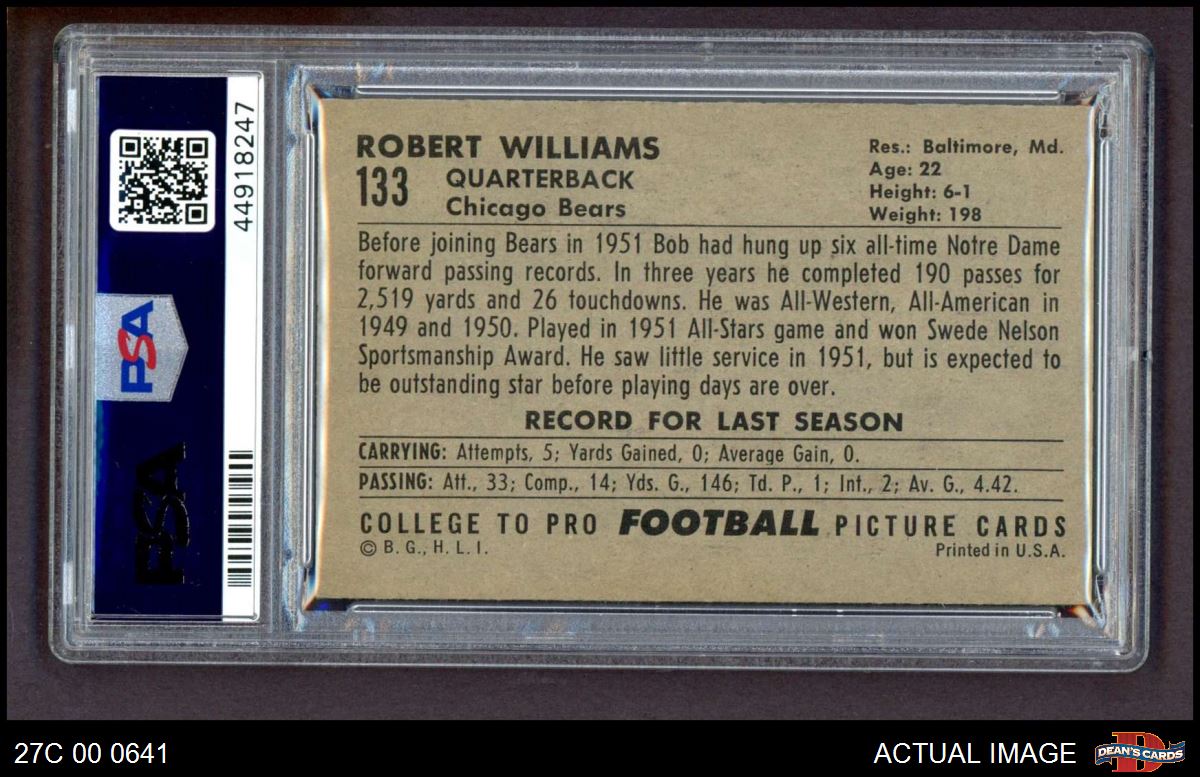 PSA
44918247
PSA
ROBERT WILLIAMS
133
QUARTERBACK
Chicago Bears
Res.: Baltimore, Md.
Age: 22
Height: 6-1
Weight: 198
Before joining Bears in 1951 Bob had hung up six all-time Notre Dame
forward passing records. In three years he completed 190 passes for
2,519 yards and 26 touchdowns. He was All-Western, All-American in
1949 and 1950. Played in 1951 All-Stars game and won Swede Nelson
Sportsmanship Award. He saw little service in 1951, but is expected to
be outstanding star before playing days are over.
RECORD FOR LAST SEASON
CARRYING: Attempts, 5; Yards Gained, 0; Average Gain, 0.
PASSING: Att., 33; Comp., 14; Yds. G., 146; Td. P., 1; Int., 2; Av. G., 4.42.
COLLEGE TO PRO FOOTBALL PICTURE CARDS
© B. G., H. L. I.
Printed in U.S.A.
27C 00 0641
ACTUAL IMAGE
DEAN'S CARDS